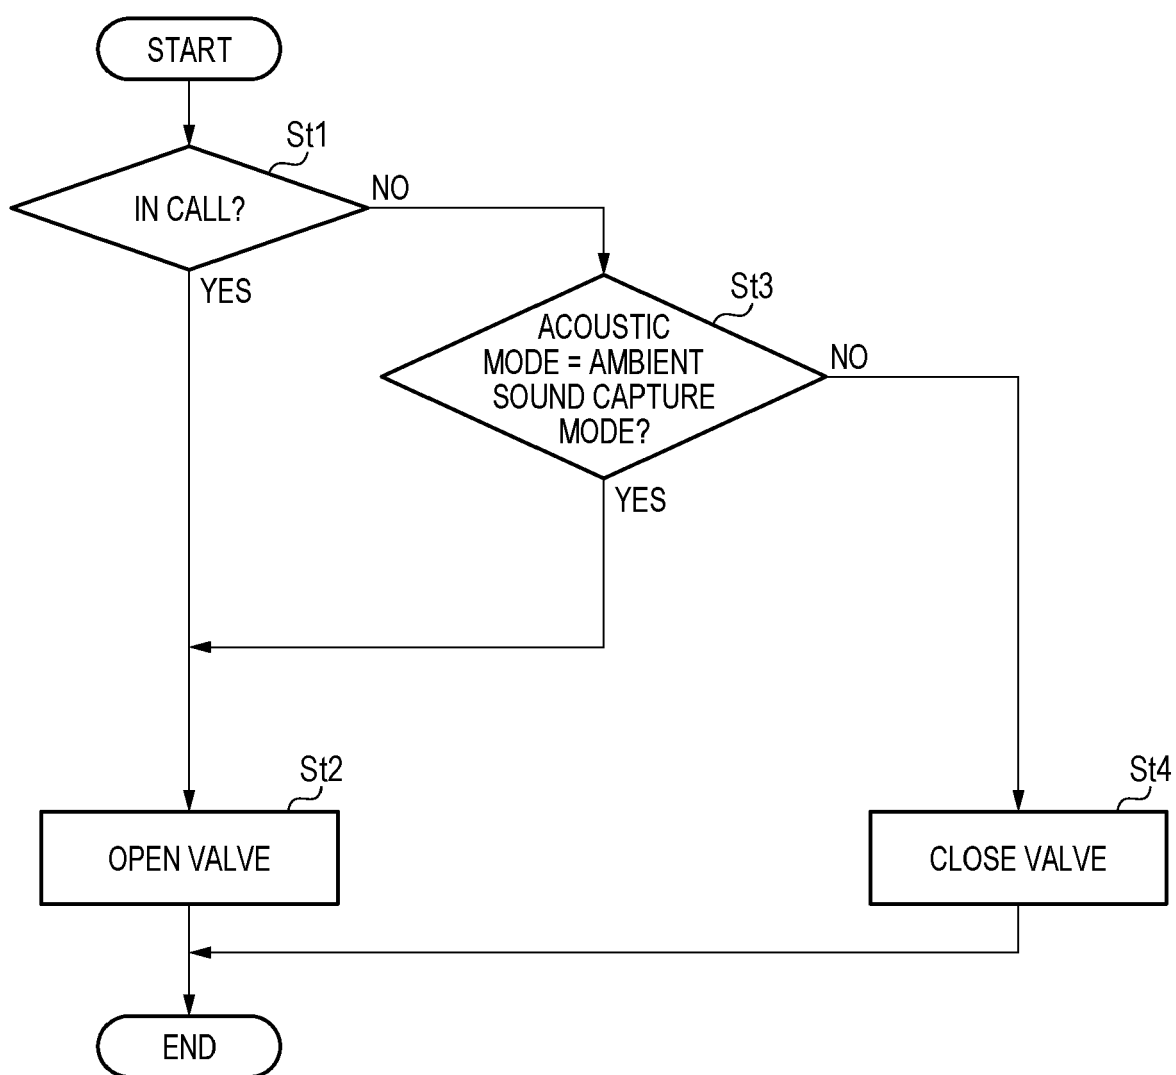 START
St1
IN CALL?
NO
YES
St3
ACOUSTIC
MODE = AMBIENT
SOUND CAPTURE
MODE?
NO
YES
St2
OPEN VALVE
St4
CLOSE VALVE
END